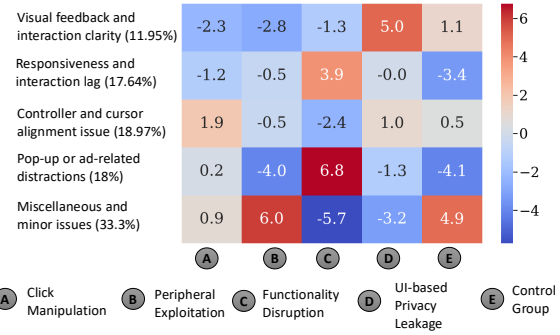 Visual feedback and
interaction clarity (11.95%)
-2.3 -2.8 -1.3 5.0 1.1
Responsiveness and
interaction lag (17.64%)
-1.2 -0.5 3.9 -0.0 -3.4
Controller and cursor
alignment issue (18.97%)
1.9 -0.5 -2.4 1.0 0.5
Pop-up or ad-related
distractions (18%)
0.2 -4.0 6.8 -1.3 -4.1
Miscellaneous and
minor issues (33.3%)
0.9 6.0 -5.7 -3.2 4.9
6
4
2
0
−2
−4
A B C D E
A Click
Manipulation
B Peripheral
Exploitation
C Functionality
Disruption
D UI-based
Privacy
Leakage
E Control
Group